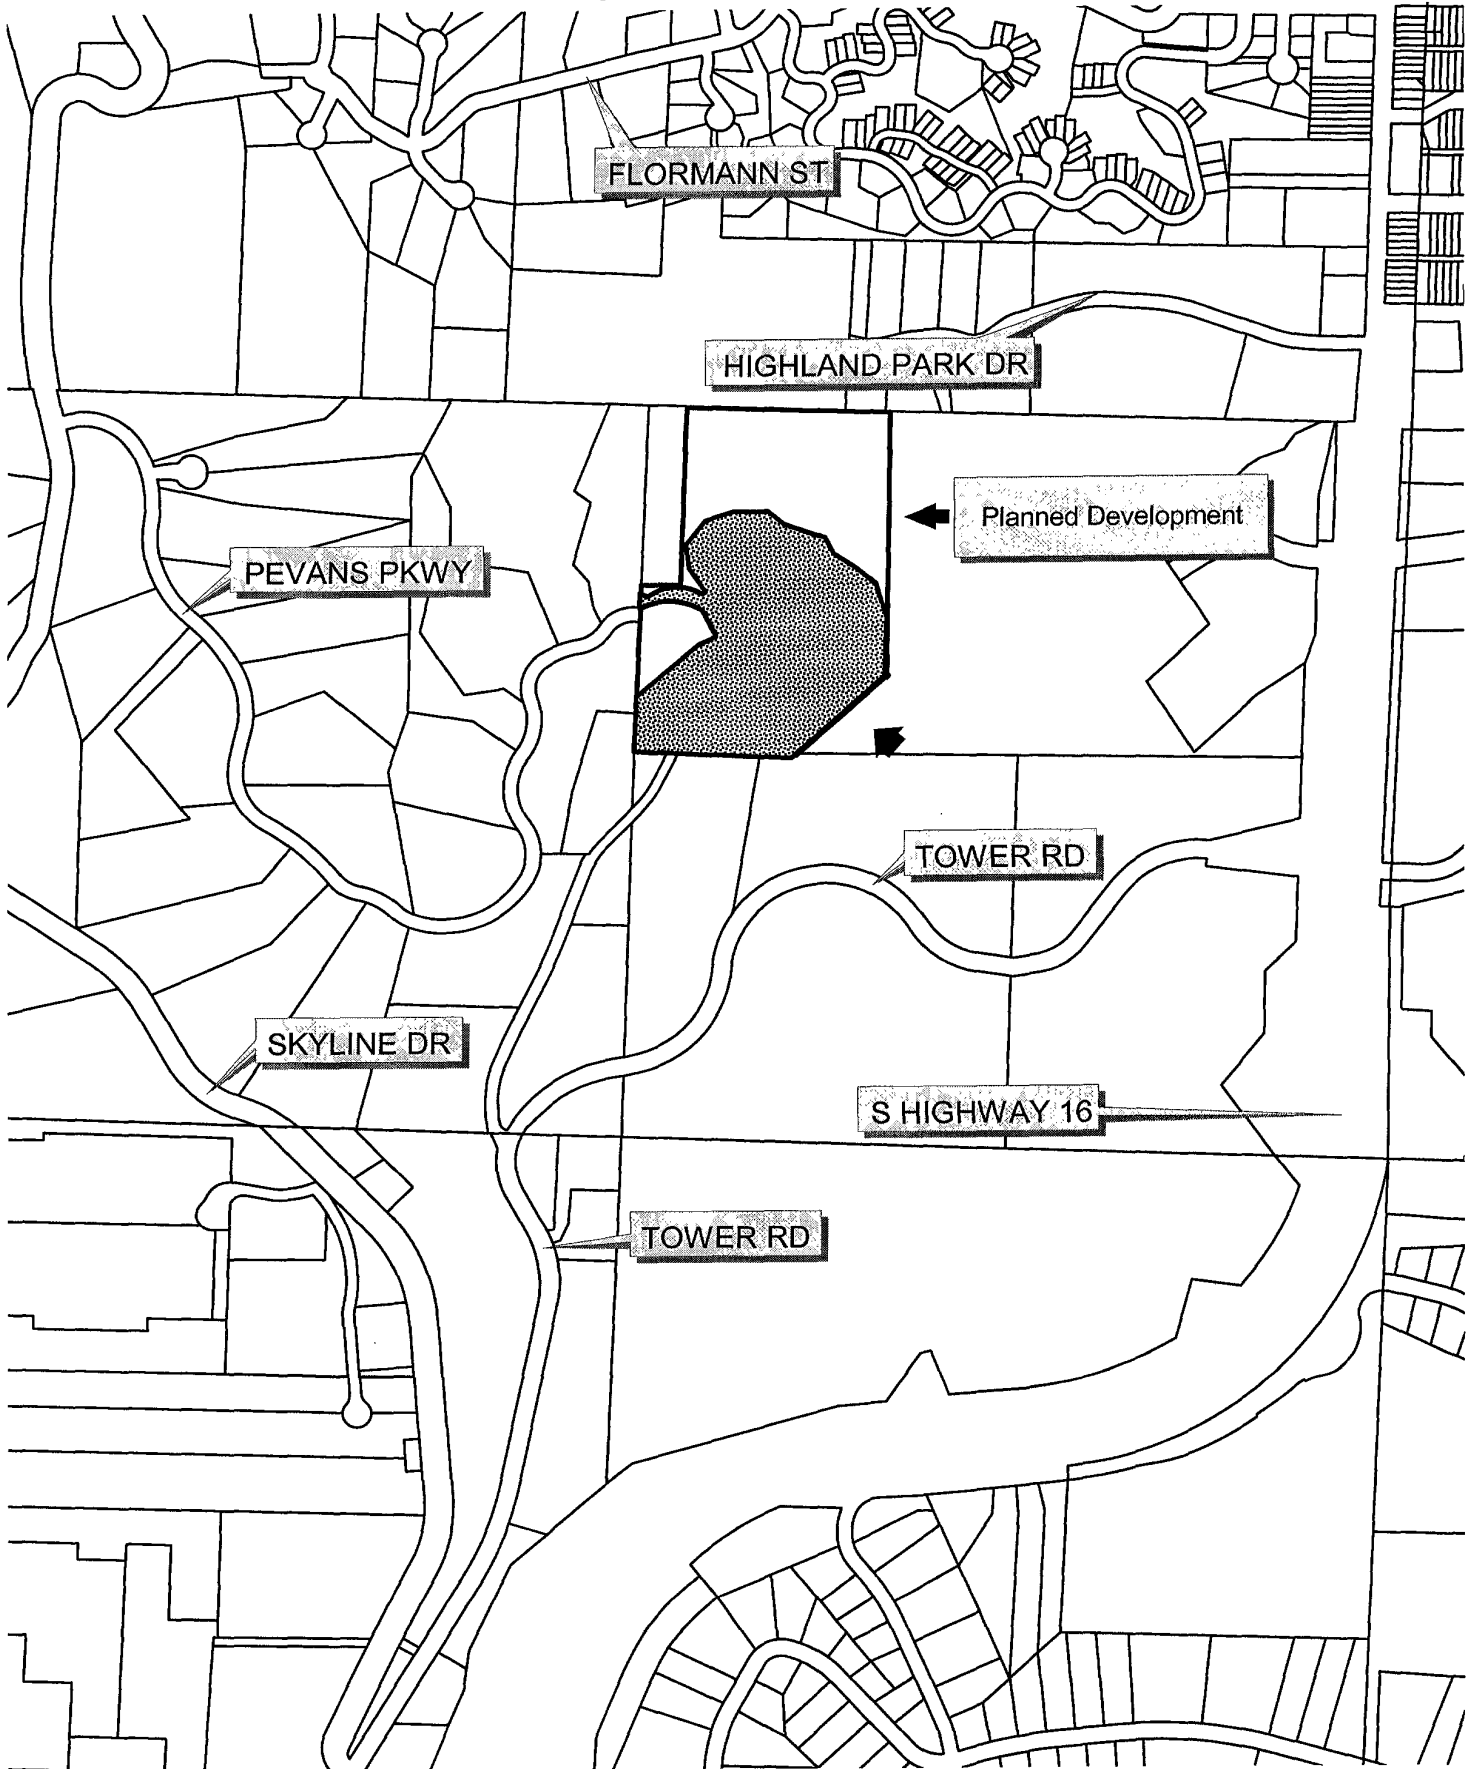 FLORMANN ST
HIGHLAND PARK DR
Planned Development
PEVANS PKWY
TOWER RD
SKYLINE DR
S HIGHWAY 16
TOWER RD